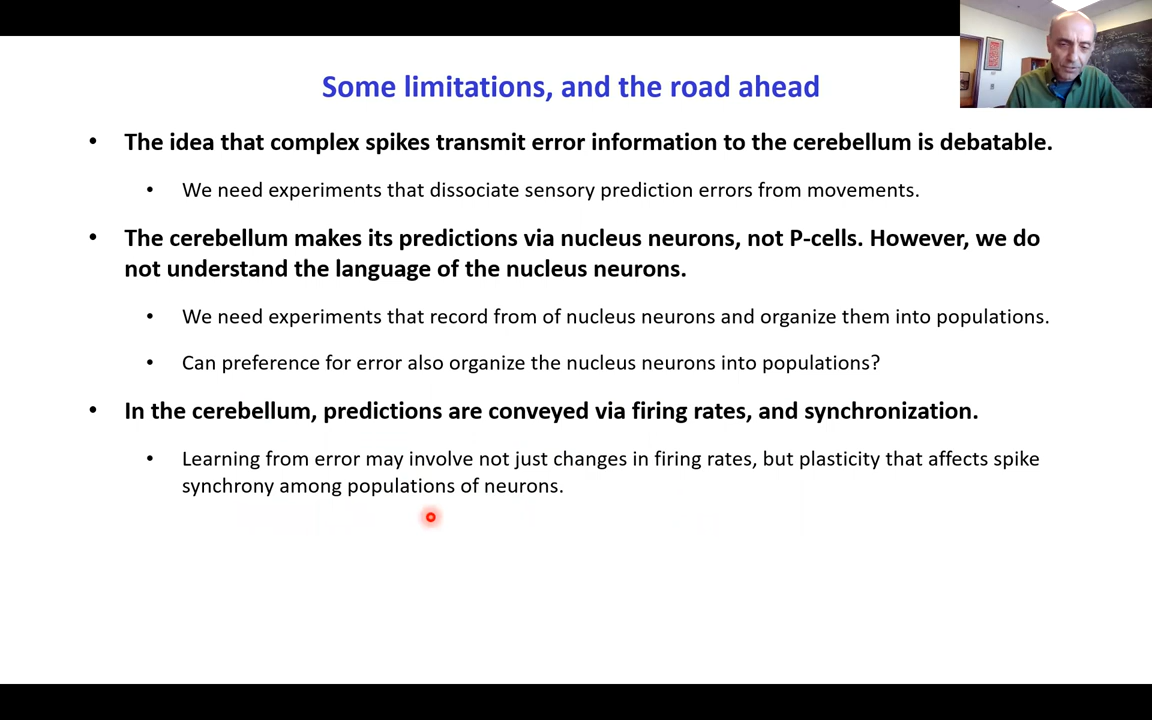 Some limitations, and the road ahead
• The idea that complex spikes transmit error information to the cerebellum is debatable.
• We need experiments that dissociate sensory prediction errors from movements.
• The cerebellum makes its predictions via nucleus neurons, not P-cells. However, we do
not understand the language of the nucleus neurons.
• We need experiments that record from of nucleus neurons and organize them into populations.
• Can preference for error also organize the nucleus neurons into populations?
• In the cerebellum, predictions are conveyed via firing rates, and synchronization.
• Learning from error may involve not just changes in firing rates, but plasticity that affects spike
synchrony among populations of neurons.